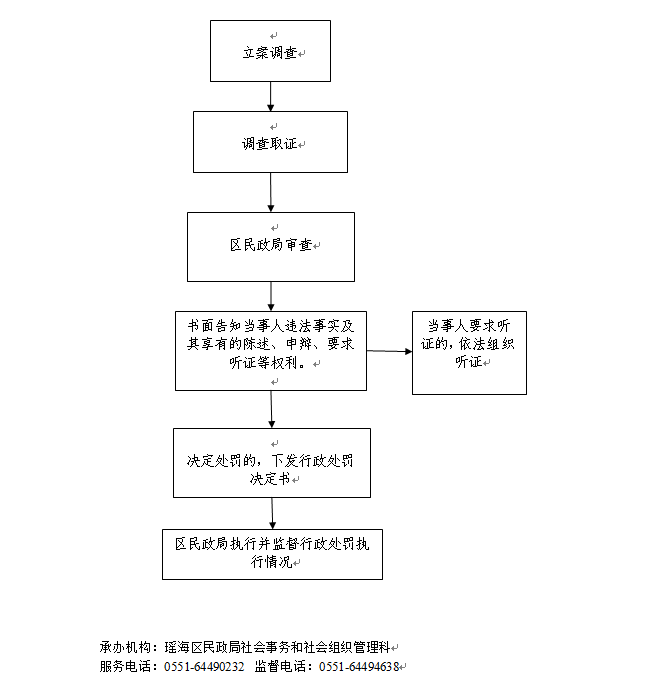 立案调查
调查取证
区民政局审查
书面告知当事人违法事实及
其享有的陈述、申辩、要求
听证等权利。
当事人要求听
证的，依法组织
听证
决定处罚的，下发行政处罚
决定书
区民政局执行并监督行政处罚执
行情况
承办机构：瑶海区民政局社会事务和社会组织管理科
服务电话：0551-64490232 监督电话：0551-64494638